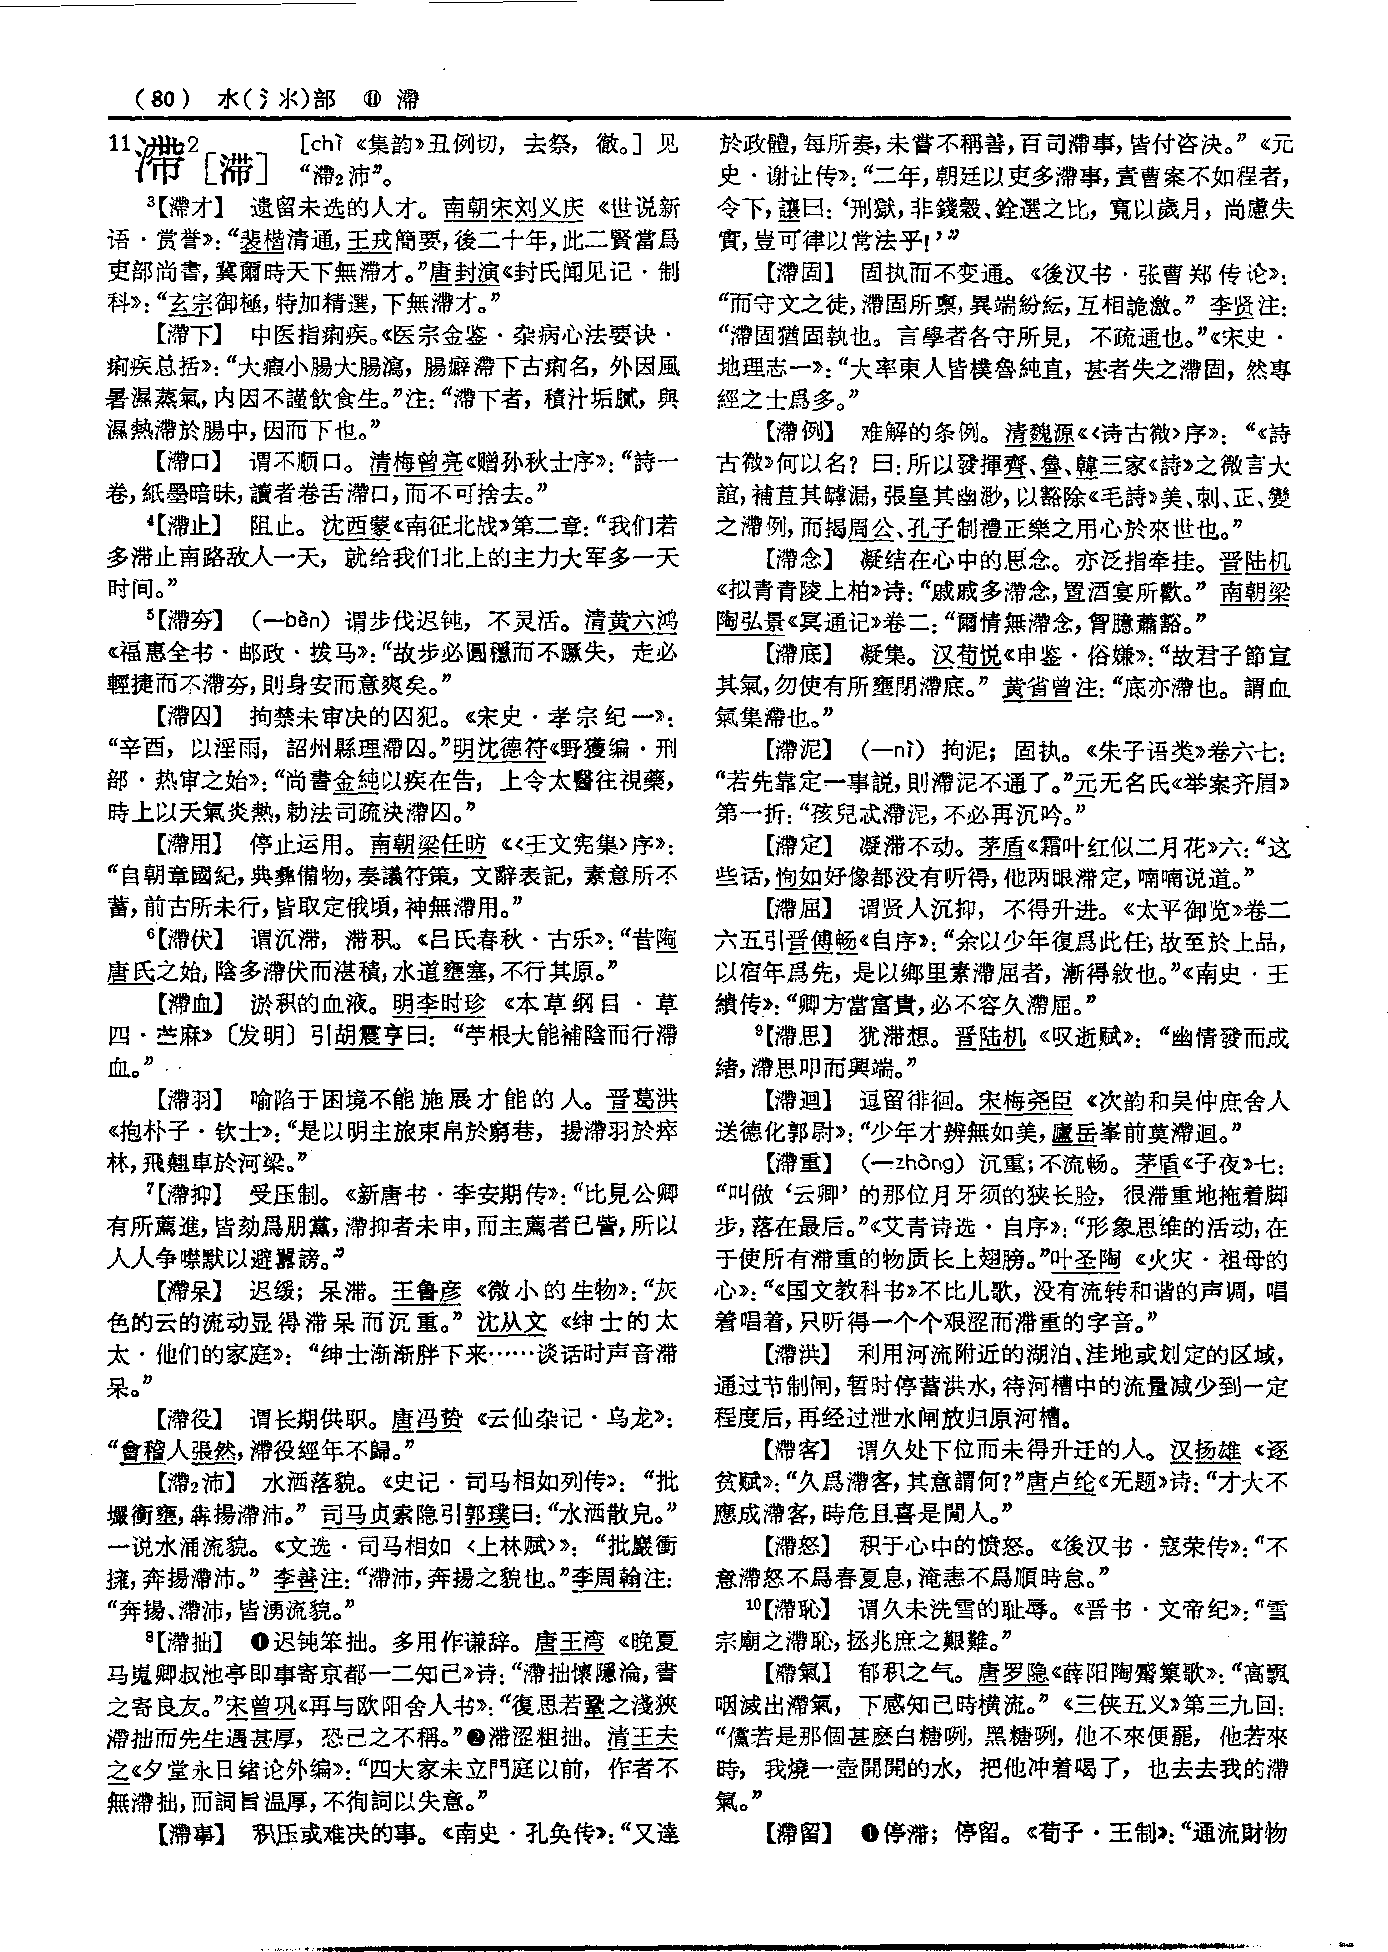 （80） 水(氵氺)部 ⑪ 滯
11滯2［滞］ ［chì《集韵》丑例切，去祭，徹。］见
“滯2沛”。
3【滯才】 遗留未选的人才。南朝宋刘义庆《世说新
语·赏誉》：“裴楷清通，王戎簡要，後二十年，此二賢當爲
吏部尚書，冀爾時天下無滯才。”唐封演《封氏闻见记·制
科》：“玄宗御極，特加精選，下無滯才。”
【滯下】 中医指痢疾。《医宗金鉴·杂病心法要诀·
痢疾总括》：“大瘕小腸大腸瀉，腸癖滯下古痢名，外因風
暑濕蒸氣，内因不謹飲食生。”注：“滯下者，積汁垢膩，與
濕熱滯於腸中，因而下也。”
【滯口】 谓不顺口。清梅曾亮《赠孙秋士序》：“詩一
卷，紙墨暗昧，讀者卷舌滯口，而不可捨去。”
4【滯止】 阻止。沈西蒙《南征北战》第二章：“我们若
多滞止南路敌人一天，就给我们北上的主力大军多一天
时间。”
5【滯夯】 （—bèn）谓步伐迟钝，不灵活。清黄六鸿
《福惠全书·邮政·拨马》：“故步必圓穩而不蹶失，走必
輕捷而不滯夯，則身安而意爽矣。”
【滯囚】 拘禁未审决的囚犯。《宋史·孝宗纪一》：
“辛酉，以淫雨，詔州縣理滯囚。”明沈德符《野獲编·刑
部·热审之始》：“尚書金純以疾在告，上令太醫往視藥，
時上以天氣炎熱，勅法司疏決滯囚。”
【滯用】 停止运用。南朝梁任昉《〈王文宪集〉序》：
“自朝章國紀，典彝備物，奏議符策，文辭表記，素意所不
蓄，前古所未行，皆取定俄頃，神無滯用。”
6【滯伏】 谓沉滞，滞积。《吕氏春秋·古乐》：“昔陶
唐氏之始，陰多滯伏而湛積，水道壅塞，不行其原。”
【滯血】 淤积的血液。明李时珍《本草纲目·草
四·苎麻》〔发明〕引胡震亨曰：“苧根大能補陰而行滯
血。”
【滯羽】 喻陷于困境不能施展才能的人。晋葛洪
《抱朴子·钦士》：“是以明主旅束帛於窮巷，揚滯羽於瘁
林，飛翹車於河梁。”
7【滯抑】 受压制。《新唐书·李安期传》：“比見公卿
有所薦進，皆劾爲朋黨，滯抑者未申，而主薦者已訾，所以
人人争噤默以避囂謗。”
【滯呆】 迟缓；呆滞。王鲁彦《微小的生物》：“灰
色的云的流动显得滞呆而沉重。”沈从文《绅士的太
太·他们的家庭》：“绅士渐渐胖下来……谈话时声音滞
呆。”
【滯役】 谓长期供职。唐冯贽《云仙杂记·乌龙》：
“會稽人張然，滯役經年不歸。”
【滯2沛】 水洒落貌。《史记·司马相如列传》：“批
壧衝壅，犇揚滯沛。”司马贞索隐引郭璞曰：“水洒散皃。”
一说水涌流貌。《文选·司马相如〈上林赋〉》：“批巖衝
擁，奔揚滯沛。”李善注：“滯沛，奔揚之貌也。”李周翰注：
“奔揚、滯沛，皆湧流貌。”
8【滯拙】 ❶迟钝笨拙。多用作谦辞。唐王湾《晚夏
马嵬卿叔池亭即事寄京都一二知己》诗：“滯拙懷隱淪，書
之寄良友。”宋曾巩《再与欧阳舍人书》：“復思若鞏之淺狹
滯拙而先生遇甚厚，恐己之不稱。”❷滞涩粗拙。清王夫
之《夕堂永日绪论外编》：“四大家未立門庭以前，作者不
無滯拙，而詞旨温厚，不徇詞以失意。”
【滯事】 积压或难决的事。《南史·孔奂传》：“又達
於政體，每所奏，未嘗不稱善，百司滯事，皆付咨決。”《元
史·谢让传》：“二年，朝廷以吏多滯事，責曹案不如程者，
令下，讓曰：‘刑獄，非錢穀、銓選之比，寬以歲月，尚慮失
實，豈可律以常法乎！’”
【滯固】 固执而不变通。《後汉书·张曹郑传论》：
“而守文之徒，滯固所禀，異端紛紜，互相詭激。”李贤注：
“滯固猶固執也。言學者各守所見，不疏通也。”《宋史·
地理志一》：“大率東人皆樸魯純直，甚者失之滯固，然專
經之士爲多。”
【滯例】 难解的条例。清魏源《〈诗古微〉序》：“《詩
古微》何以名？曰：所以發揮齊、魯、韓三家《詩》之微言大
誼，補苴其罅漏，張皇其幽渺，以豁除《毛詩》美、刺、正、變
之滯例，而揭周公、孔子制禮正樂之用心於來世也。”
【滯念】 凝结在心中的思念。亦泛指牵挂。晋陆机
《拟青青陵上柏》诗：“戚戚多滯念，置酒宴所歡。”南朝梁
陶弘景《冥通记》卷二：“爾情無滯念，胷臆蕭豁。”
【滯底】 凝集。汉荀悦《申鉴·俗嫌》：“故君子節宣
其氣，勿使有所壅閉滯底。”黄省曾注：“底亦滯也。謂血
氣集滯也。”
【滯泥】 （—nì）拘泥；固执。《朱子语类》卷六七：
“若先靠定一事説，則滯泥不通了。”元无名氏《举案齐眉》
第一折：“孩兒忒滯泥，不必再沉吟。”
【滯定】 凝滞不动。茅盾《霜叶红似二月花》六：“这
些话，恂如好像都没有听得，他两眼滞定，喃喃说道。”
【滯屈】 谓贤人沉抑，不得升进。《太平御览》卷二
六五引晋傅畅《自序》：“余以少年復爲此任，故至於上品，
以宿年爲先，是以鄉里素滯屈者，漸得敘也。”《南史·王
缋传》：“卿方當富貴，必不容久滯屈。”
9【滯思】 犹滞想。晋陆机《叹逝赋》：“幽情發而成
緒，滯思叩而興端。”
【滯迴】 逗留徘徊。宋梅尧臣《次韵和吴仲庶舍人
送德化郭尉》：“少年才辨無如美，廬岳峯前莫滯迴。”
【滯重】 （—zhòng）沉重；不流畅。茅盾《子夜》七：
“叫做‘云卿’的那位月牙须的狭长脸，很滞重地拖着脚
步，落在最后。”《艾青诗选·自序》：“形象思维的活动，在
于使所有滞重的物质长上翅膀。”叶圣陶《火灾·祖母的
心》：“《国文教科书》不比儿歌，没有流转和谐的声调，唱
着唱着，只听得一个个艰涩而滞重的字音。”
【滯洪】 利用河流附近的湖泊、洼地或划定的区域，
通过节制闸，暂时停蓄洪水，待河槽中的流量减少到一定
程度后，再经过泄水闸放归原河槽。
【滯客】 谓久处下位而未得升迁的人。汉扬雄《逐
贫赋》：“久爲滯客，其意謂何？”唐卢纶《无题》诗：“才大不
應成滯客，時危且喜是閒人。”
【滯怒】 积于心中的愤怒。《後汉书·寇荣传》：“不
意滯怒不爲春夏息，淹恚不爲順時怠。”
10【滯恥】 谓久未洗雪的耻辱。《晋书·文帝纪》：“雪
宗廟之滯恥，拯兆庶之艱難。”
【滯氣】 郁积之气。唐罗隐《薛阳陶觱篥歌》：“高飄
咽滅出滯氣，下感知己時横流。”《三侠五义》第三九回：
“儻若是那個甚麽白糖咧，黑糖咧，他不來便罷，他若來
時，我燒一壺開開的水，把他冲着喝了，也去去我的滯
氣。”
【滯留】 ❶停滞；停留。《荀子·王制》：“通流財物